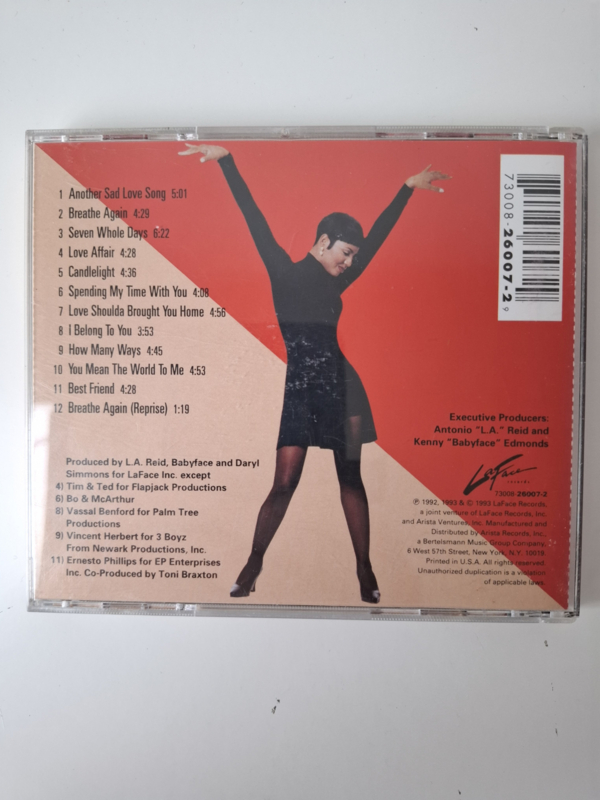 1 Another Sad Love Song 5:01
2 Breathe Again 4:29
3 Seven Whole Days 6:22
4 Love Affair 4:28
5 Candlelight 4:36
6 Spending My Time With You 4:08
7 Love Shoulda Brought You Home 4:56
8 I Belong To You 3:53
9 How Many Ways 4:45
10 You Mean The World To Me 4:53
11 Best Friend 4:28
12 Breathe Again (Reprise) 1:19
Produced by L.A. Reid, Babyface and Daryl
Simmons for LaFace Inc. except
4) Tim & Ted for Flapjack Productions
6) Bo & McArthur
8) Vassal Benford for Palm Tree
Productions
9) Vincent Herbert for 3 Boyz
From Newark Productions, Inc.
11) Ernesto Phillips for EP Enterprises
Inc. Co-Produced by Toni Braxton
73008-26007-2 9
Executive Producers:
Antonio "L.A." Reid and
Kenny "Babyface" Edmonds
LaFace
records
73008 26007-2
℗ 1992, 1993 & © 1993 LaFace Records,
a joint venture of LaFace Records, Inc.
and Arista Ventures, Inc. Manufactured and
Distributed by Arista Records, Inc.,
a Bertelsmann Music Group Company,
6 West 57th Street, New York, N.Y. 10019.
Printed in U.S.A. All rights reserved.
Unauthorized duplication is a violation
of applicable laws.